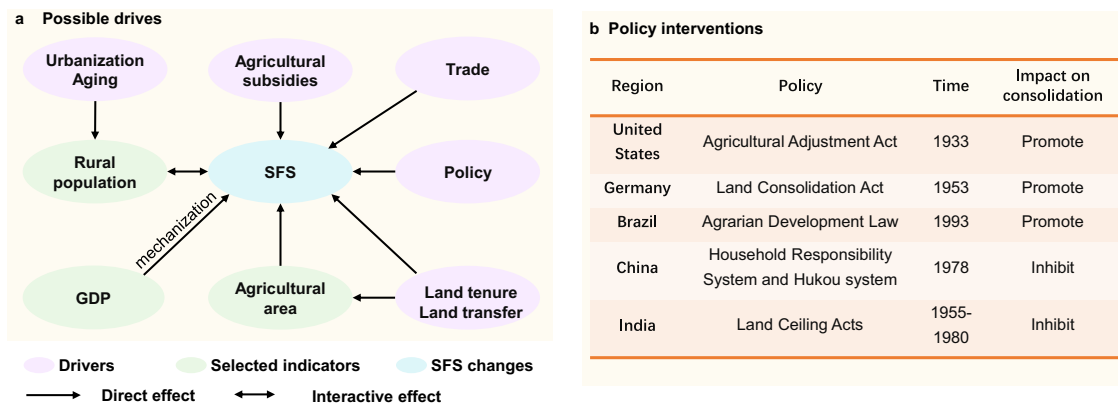 a Possible drives
Urbanization
Aging
Agricultural
subsidies
Trade
Rural
population
SFS
Policy
mechanization
GDP
Agricultural
area
Land tenure
Land transfer
Drivers
Selected indicators
SFS changes
Direct effect
Interactive effect
b Policy interventions
Region
Policy
Time
Impact on
consolidation
United
States
Agricultural Adjustment Act
1933
Promote
Germany
Land Consolidation Act
1953
Promote
Brazil
Agrarian Development Law
1993
Promote
China
Household Responsibility
System and Hukou system
1978
Inhibit
India
Land Ceiling Acts
1955-
1980
Inhibit